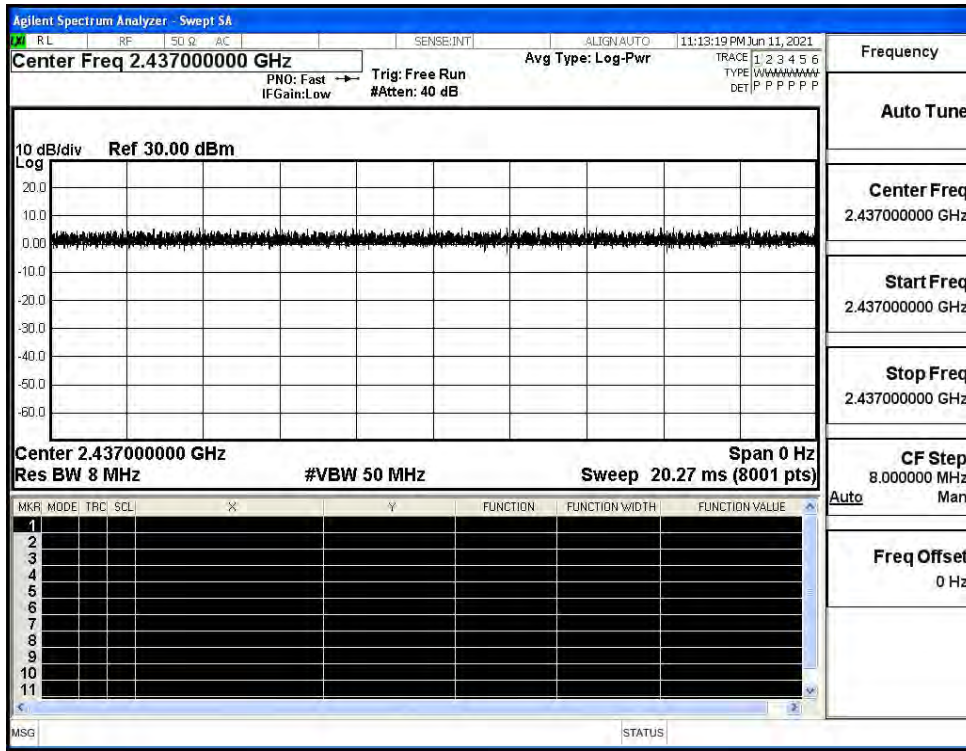 Agilent Spectrum Analyzer - Swept SA
LXI RL RF 50 Ω AC SENSE:INT ALIGNAUTO 11:13:19 PM Jun 11, 2021
Center Freq 2.437000000 GHz
Avg Type: Log-Pwr
TRACE 1 2 3 4 5 6
PNO: Fast
Trig: Free Run
TYPE WWWWWW
IFGain:Low
#Atten: 40 dB
DET P P P P P P
10 dB/div Ref 30.00 dBm
Log
20.0
10.0
0.00
-10.0
-20.0
-30.0
-40.0
-50.0
-60.0
Center 2.437000000 GHz Span 0 Hz
Res BW 8 MHz #VBW 50 MHz Sweep 20.27 ms (8001 pts)
MKR MODE TRC SCL X Y FUNCTION FUNCTION WIDTH FUNCTION VALUE
1
2
3
4
5
6
7
8
9
10
11
MSG STATUS
Frequency
Auto Tune
Center Freq
2.437000000 GHz
Start Freq
2.437000000 GHz
Stop Freq
2.437000000 GHz
CF Step
8.000000 MHz
Auto Man
Freq Offset
0 Hz